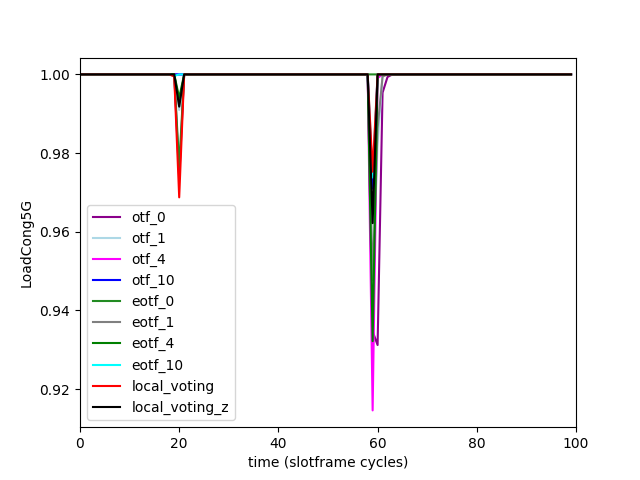 1.00
0.98
0.96
0.94
0.92
LoadCong5G
otf_0
otf_1
otf_4
otf_10
eotf_0
eotf_1
eotf_4
eotf_10
local_voting
local_voting_z
0 20 40 60 80 100
time (slotframe cycles)